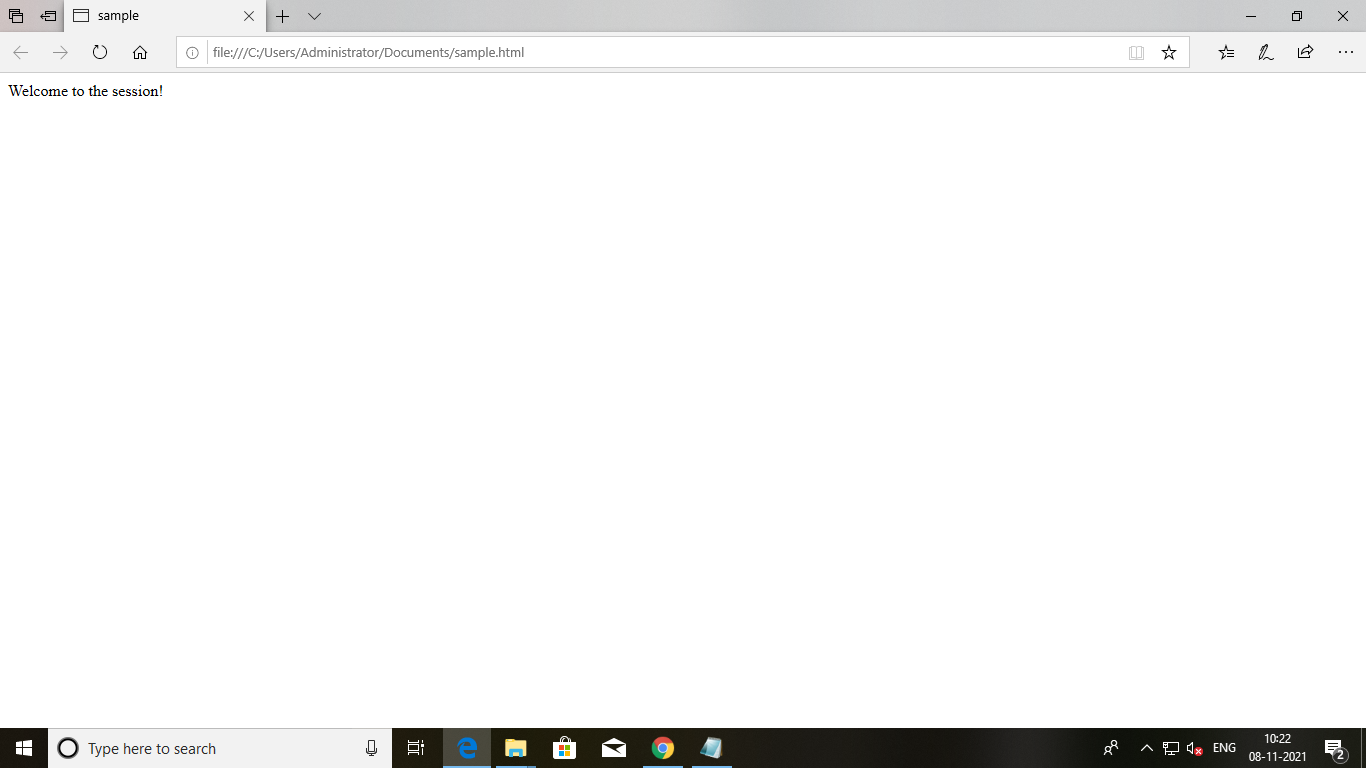 sample
file:///C:/Users/Administrator/Documents/sample.html
Welcome to the session!
Type here to search
ENG
10:22
08-11-2021
2